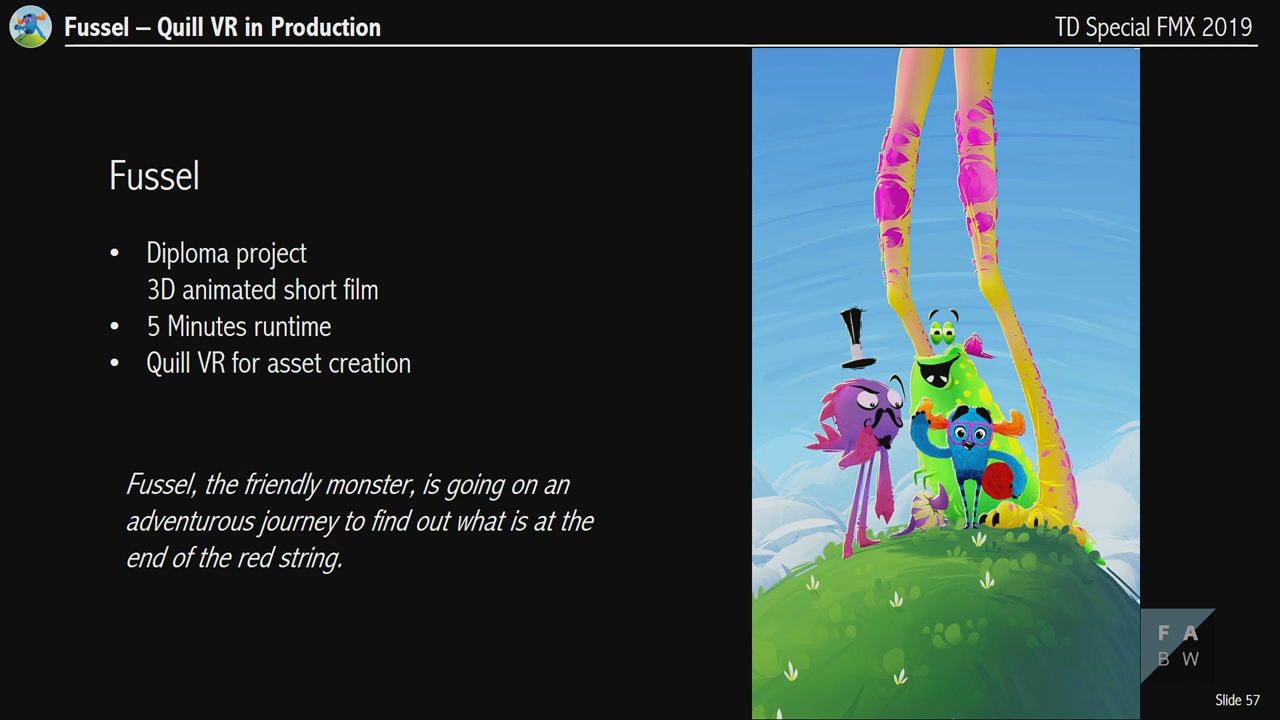 Fussel – Quill VR in Production
TD Special FMX 2019
Fussel
• Diploma project
3D animated short film
• 5 Minutes runtime
• Quill VR for asset creation
Fussel, the friendly monster, is going on an
adventurous journey to find out what is at the
end of the red string.
F A
B W
Slide 57